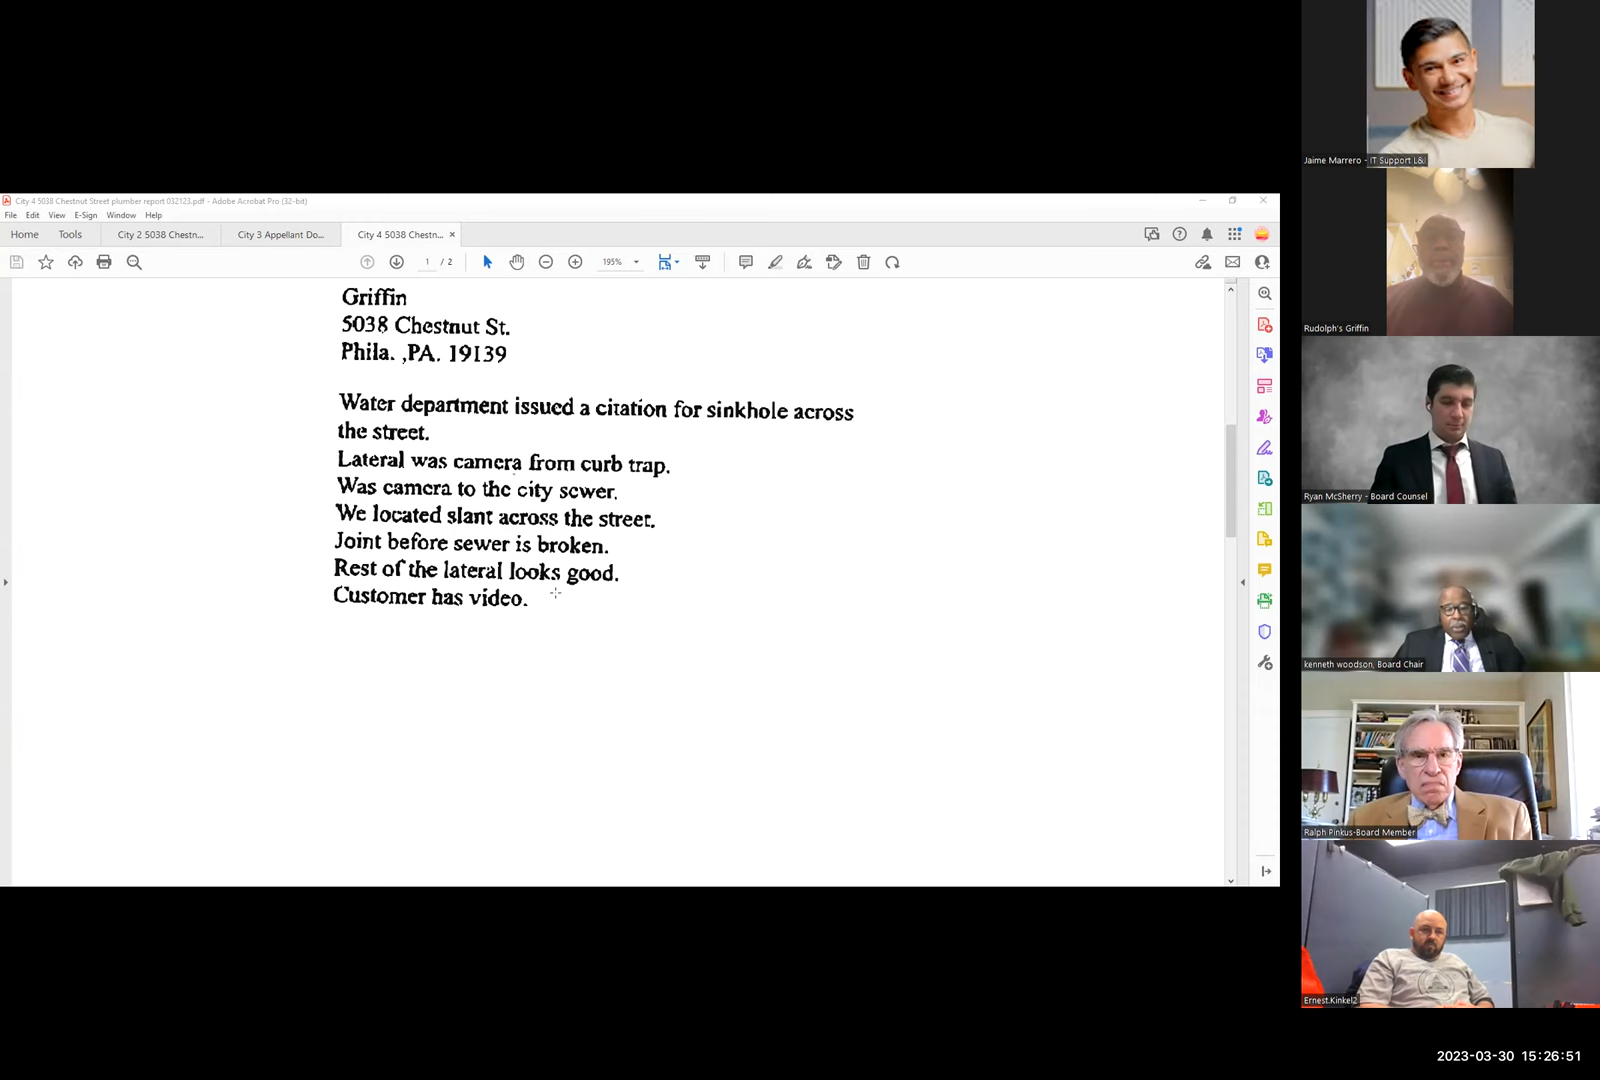 City 4 5038 Chestnut Street plumber report 032123.pdf - Adobe Acrobat Pro (32-bit)
File Edit View E-Sign Window Help
Home Tools City 2 5038 Chestn... City 3 Appellant Do... City 4 5038 Chestn... ×
1 / 2 195%
Griffin
5038 Chestnut St.
Phila. ,PA. 19139
Water department issued a citation for sinkhole across
the street.
Lateral was camera from curb trap.
Was camera to the city sewer.
We located slant across the street.
Joint before sewer is broken.
Rest of the lateral looks good.
Customer has video.
Jaime Marrero - IT Support L&I
Rudolph's Griffin
Ryan McSherry - Board Counsel
kenneth woodson, Board Chair
Ralph Pinkus-Board Member
Ernest.Kinkel2
2023-03-30 15:26:51